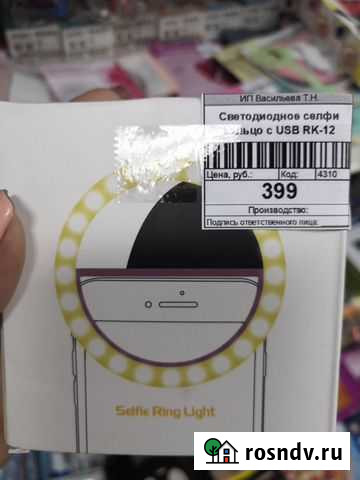 ИП Васильева Т.Н.
Светодиодное селфи
кольцо с USB RK-12
Цена, руб.: Код: 4310
399
Производство:
Подпись ответственного лица:
Selfie Ring Light
rosndv.ru